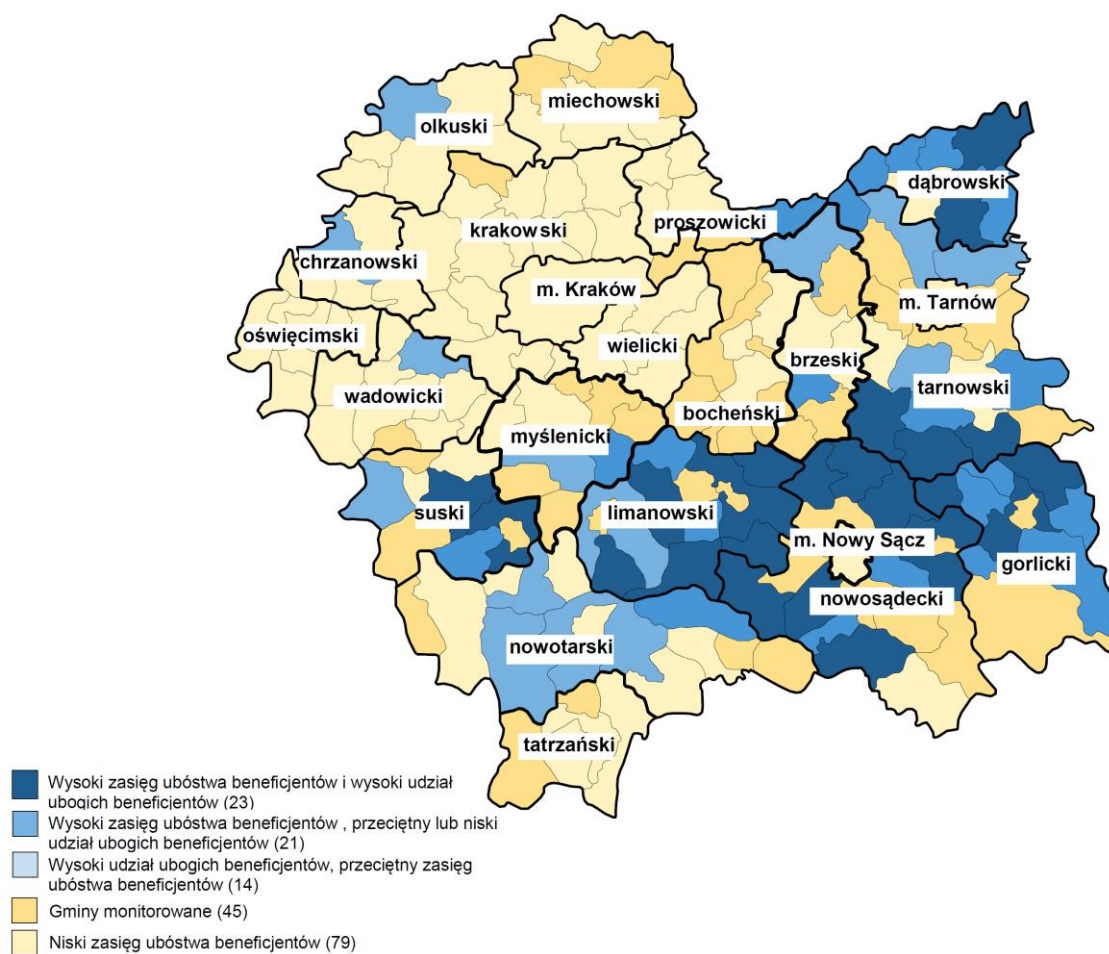 miechowski
olkuski
dąbrowski
proszowicki
krakowski
chrzanowski
m. Kraków
m. Tarnów
oświęcimski
wielicki
brzeski
tarnowski
wadowicki
bocheński
myślenicki
suski
limanowski
m. Nowy Sącz
gorlicki
nowosądecki
nowotarski
tatrzański
Wysoki zasięg ubóstwa beneficjentów i wysoki udział
ubogich beneficjentów (23)
Wysoki zasięg ubóstwa beneficjentów , przeciętny lub niski
udział ubogich beneficjentów (21)
Wysoki udział ubogich beneficjentów, przeciętny zasięg
ubóstwa beneficjentów (14)
Gminy monitorowane (45)
Niski zasięg ubóstwa beneficjentów (79)